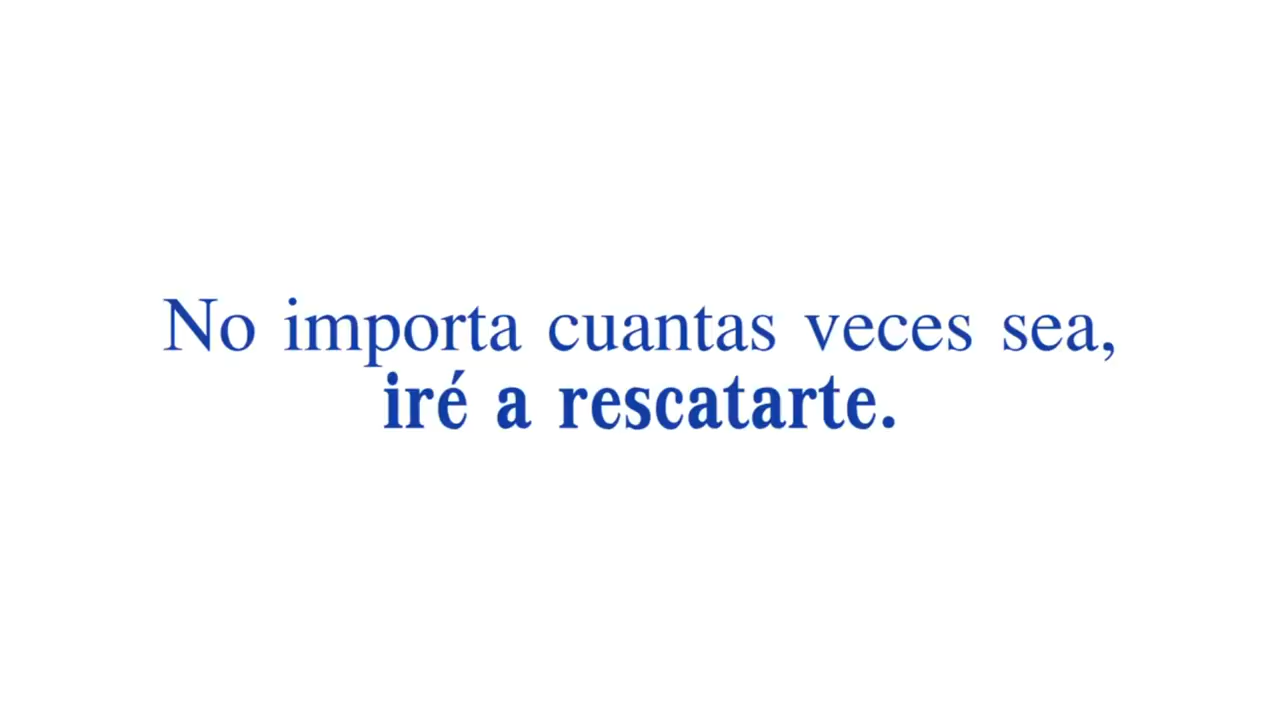 No importa cuantas veces sea,
iré a rescatarte.